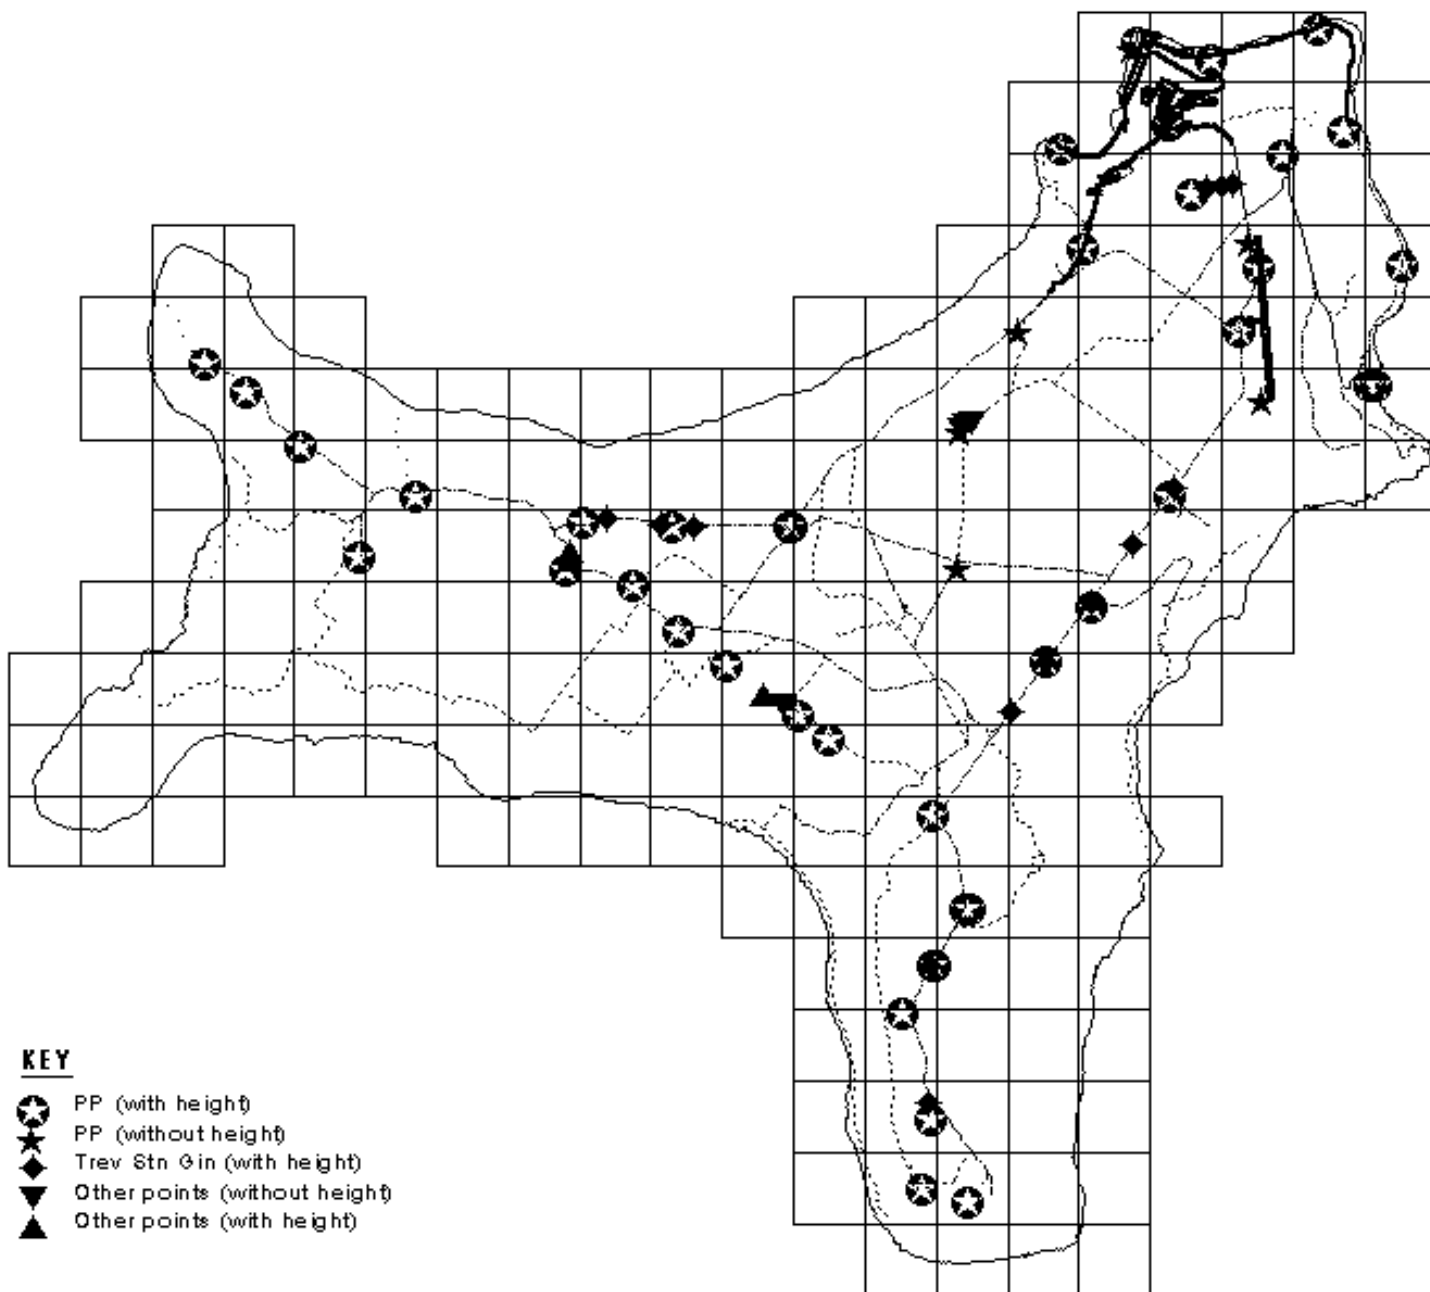 KEY
PP (with height)
PP (without height)
Trev Stn Gin (with height)
Other points (without height)
Other points (with height)